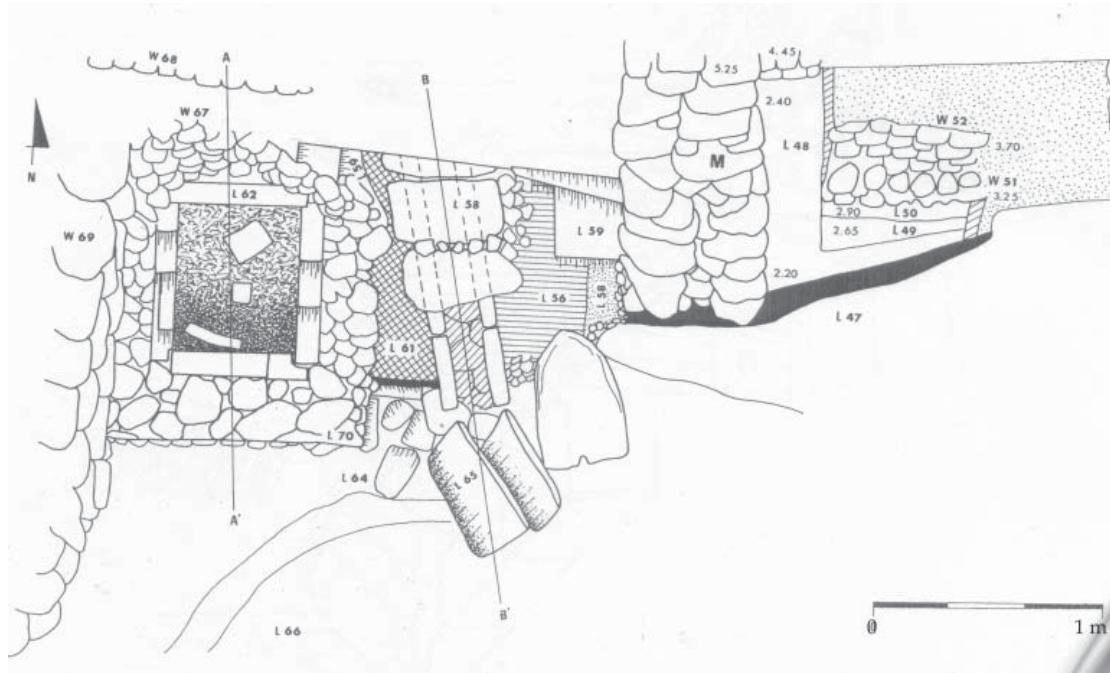 W 68
A
B
N
W 67
L 62
W 69
65
L 58
L 59
L 56
L 58
L 61
L 70
L 64
L 65
A'
B'
L 66
5.25
4.45
2.40
M
L 48
W 52
3.70
W 51
3.25
2.90
L 50
2.65
L 49
2.20
L 47
0
1 m